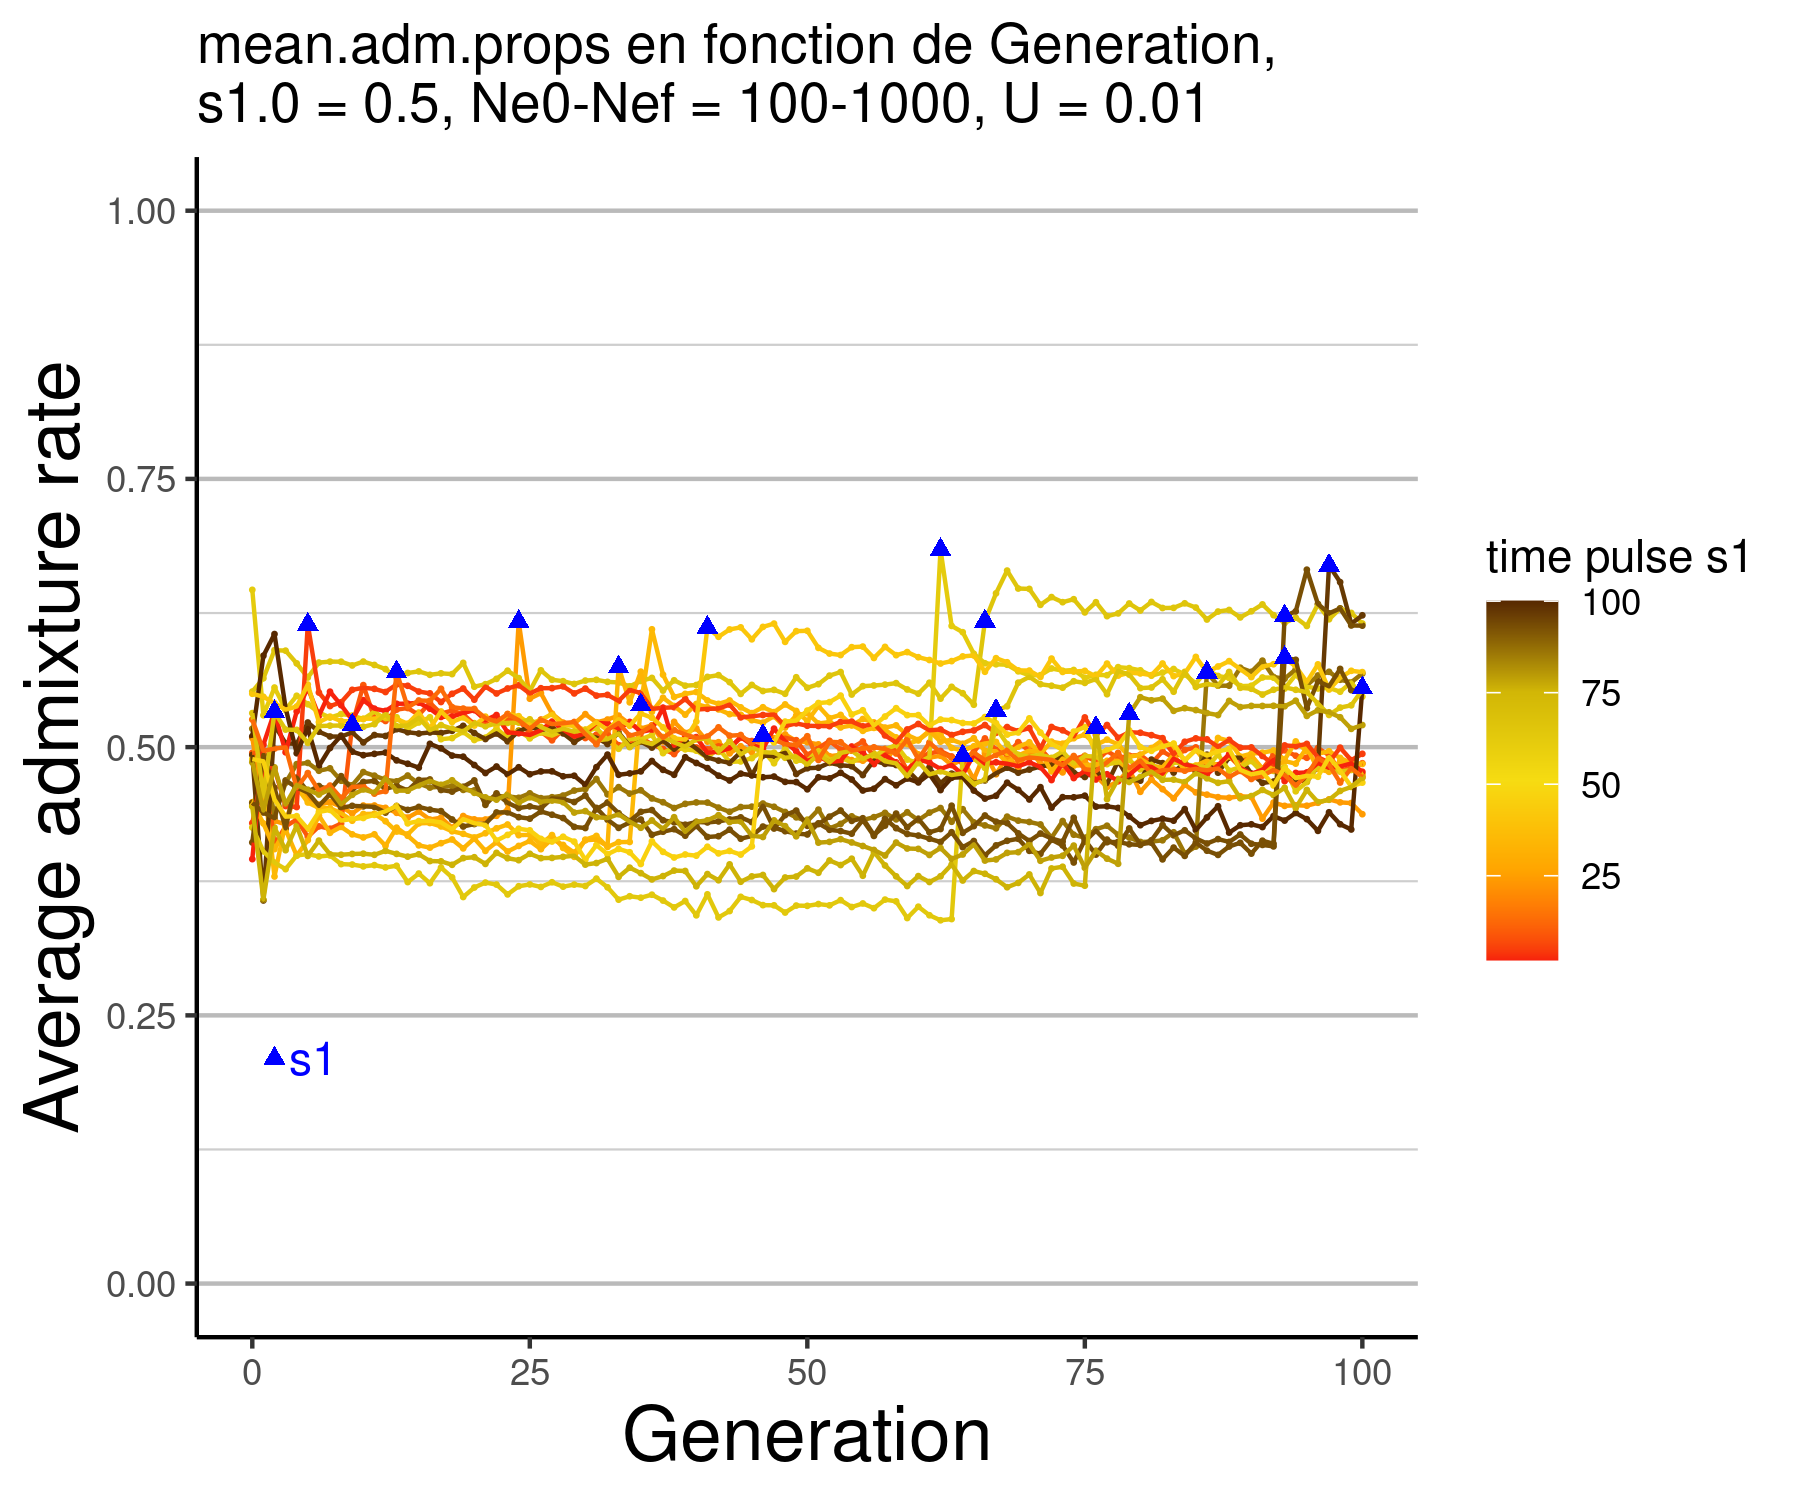 mean.adm.props en fonction de Generation,
s1.0 = 0.5, Ne0-Nef = 100-1000, U = 0.01
Average admixture rate
1.00
0.75
0.50
0.25
0.00
s1
0
25
50
75
100
Generation
time pulse s1
100
75
50
25